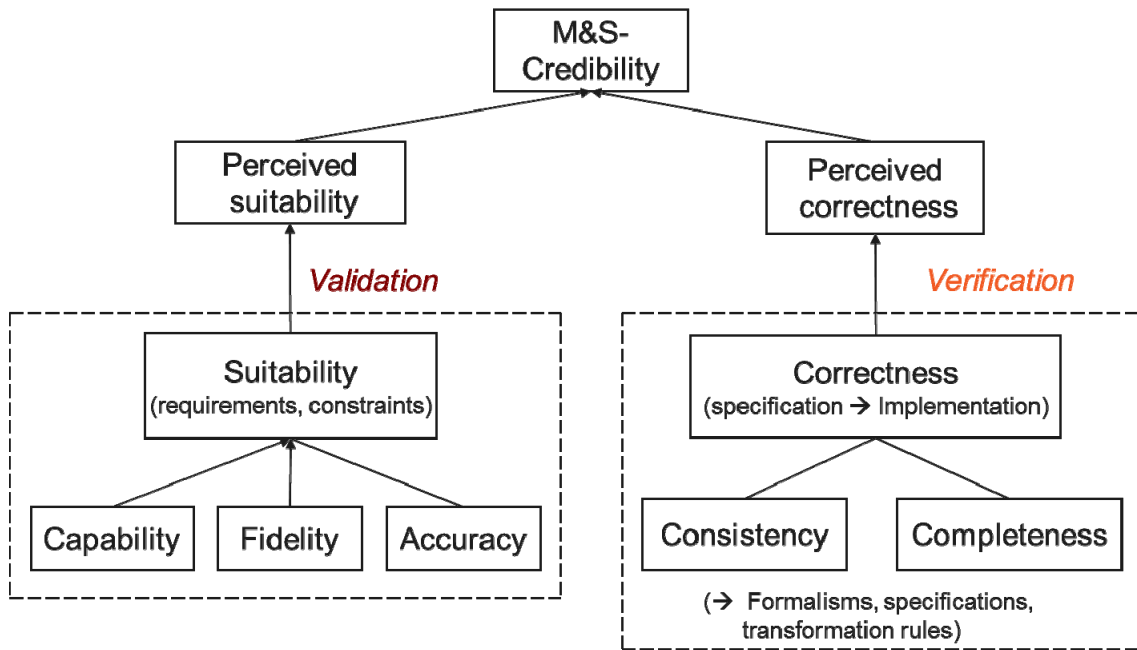 M&S-
Credibility
Perceived
suitability
Perceived
correctness
Validation
Verification
Suitability
(requirements, constraints)
Correctness
(specification → Implementation)
Capability
Fidelity
Accuracy
Consistency
Completeness
(→ Formalisms, specifications,
transformation rules)